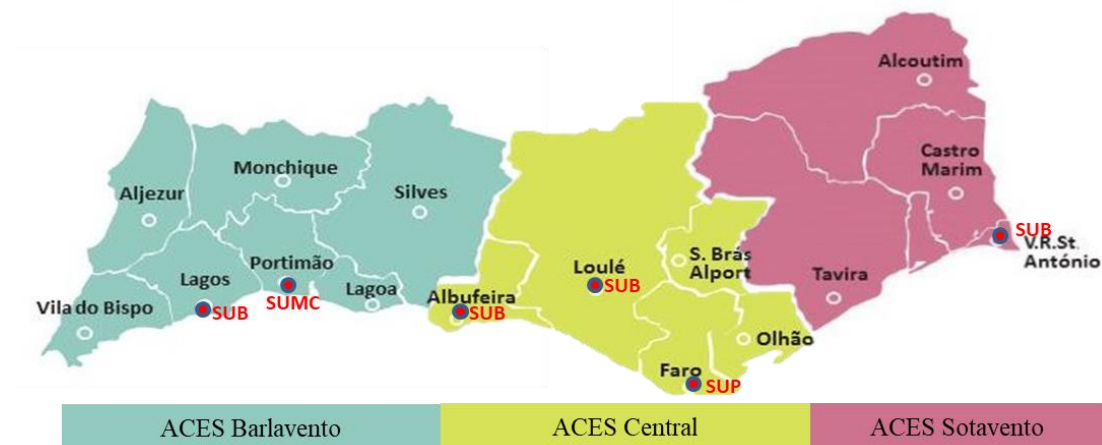 Alcoutim
Castro
Marim
Monchique
Aljezur
Silves
SUB
V.R.St.
António
S. Brás
Alport
Portimão
Lagos
Loulé
SUB
Tavira
Lagoa
SUMC
Albufeira
Vila do Bispo
SUB
SUB
Olhão
Faro
SUP
ACES Barlavento
ACES Central
ACES Sotavento